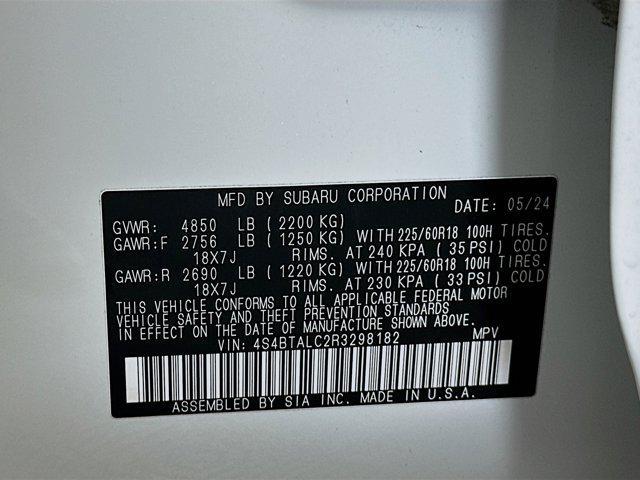 MFD BY SUBARU CORPORATION DATE: 05/24
GVWR: 4850 LB (2200 KG)
GAWR:F 2756 LB (1250 KG) WITH 225/60R18 100H TIRES.
18X7J RIMS. AT 240 KPA (35 PSI) COLD
GAWR:R 2690 LB (1220 KG) WITH 225/60R18 100H TIRES.
18X7J RIMS. AT 230 KPA (33 PSI) COLD
THIS VEHICLE CONFORMS TO ALL APPLICABLE FEDERAL MOTOR
VEHICLE SAFETY AND THEFT PREVENTION STANDARDS
IN EFFECT ON THE DATE OF MANUFACTURE SHOWN ABOVE.
VIN: 4S4BTALC2R3298182 MPV
ASSEMBLED BY SIA INC. MADE IN U.S.A.